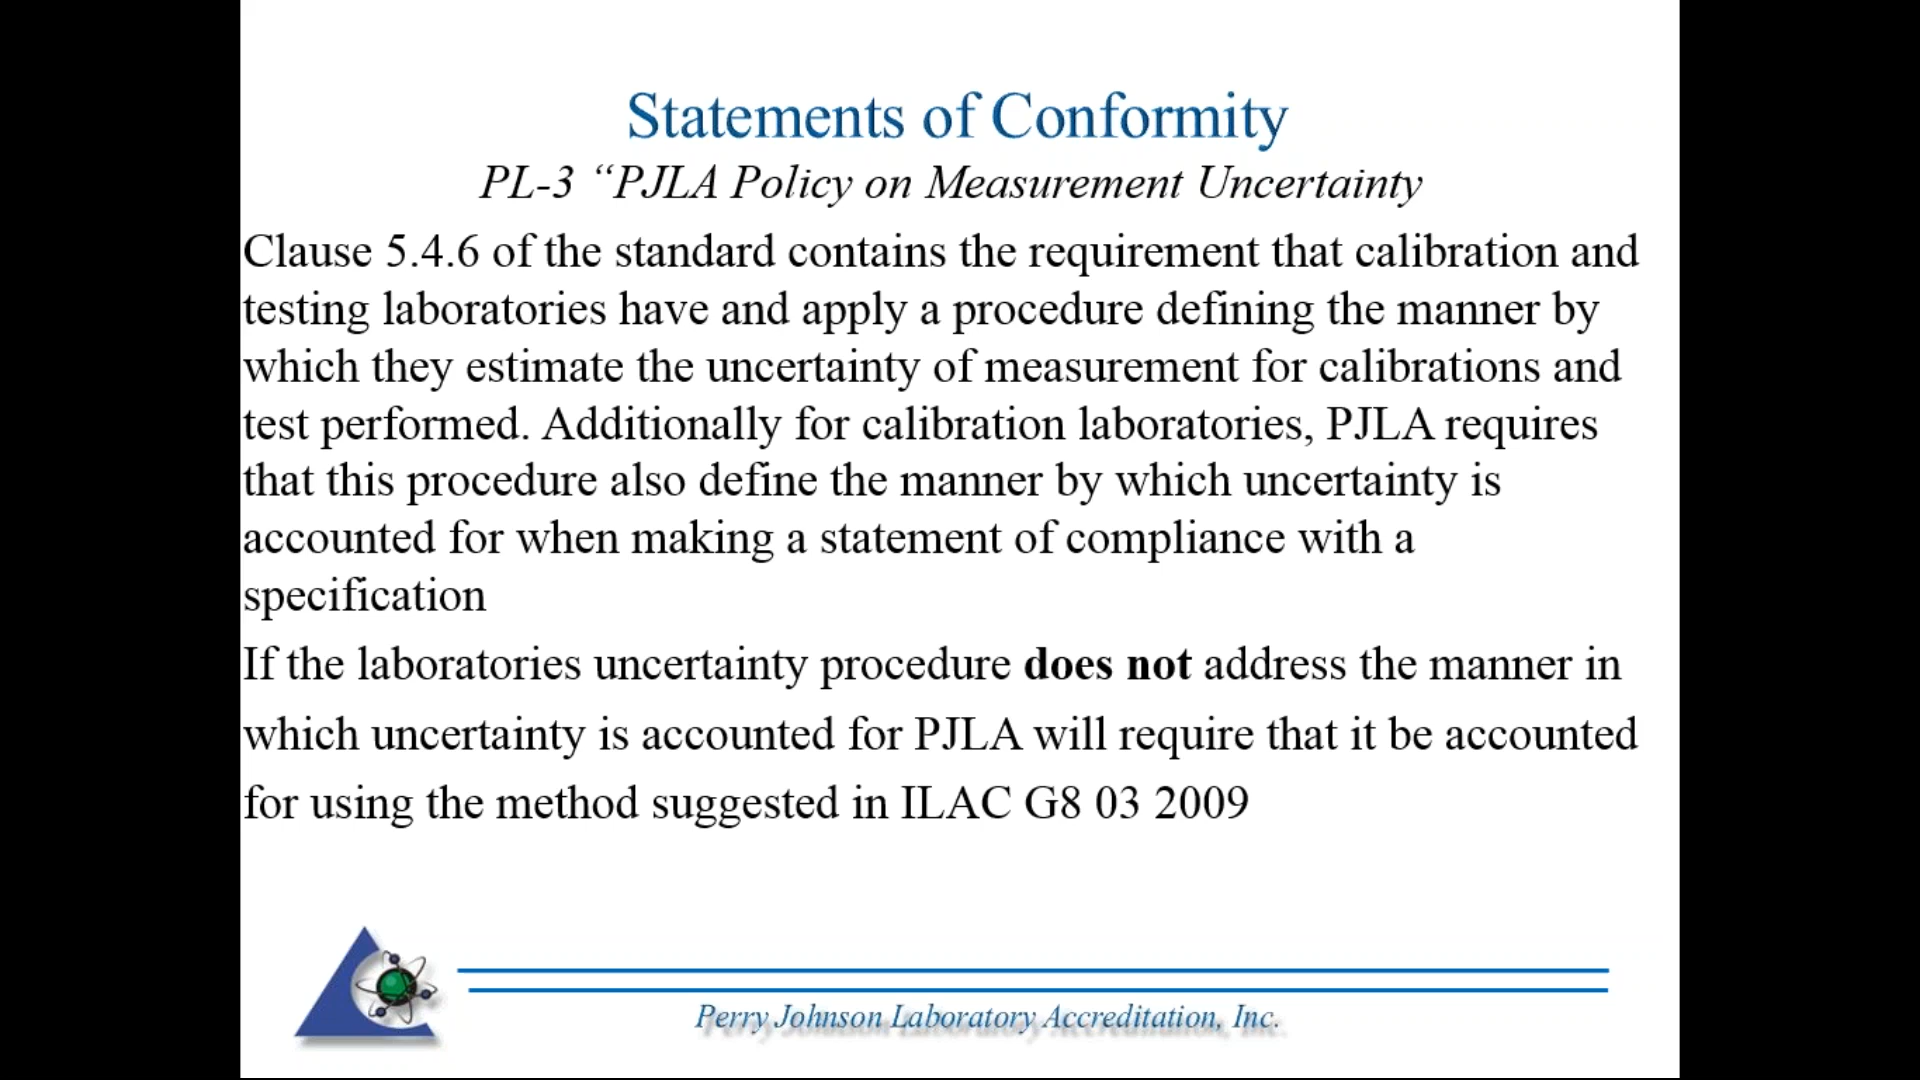 Statements of Conformity
PL-3 “PJLA Policy on Measurement Uncertainty
Clause 5.4.6 of the standard contains the requirement that calibration and
testing laboratories have and apply a procedure defining the manner by
which they estimate the uncertainty of measurement for calibrations and
test performed. Additionally for calibration laboratories, PJLA requires
that this procedure also define the manner by which uncertainty is
accounted for when making a statement of compliance with a
specification
If the laboratories uncertainty procedure does not address the manner in
which uncertainty is accounted for PJLA will require that it be accounted
for using the method suggested in ILAC G8 03 2009
Perry Johnson Laboratory Accreditation, Inc.